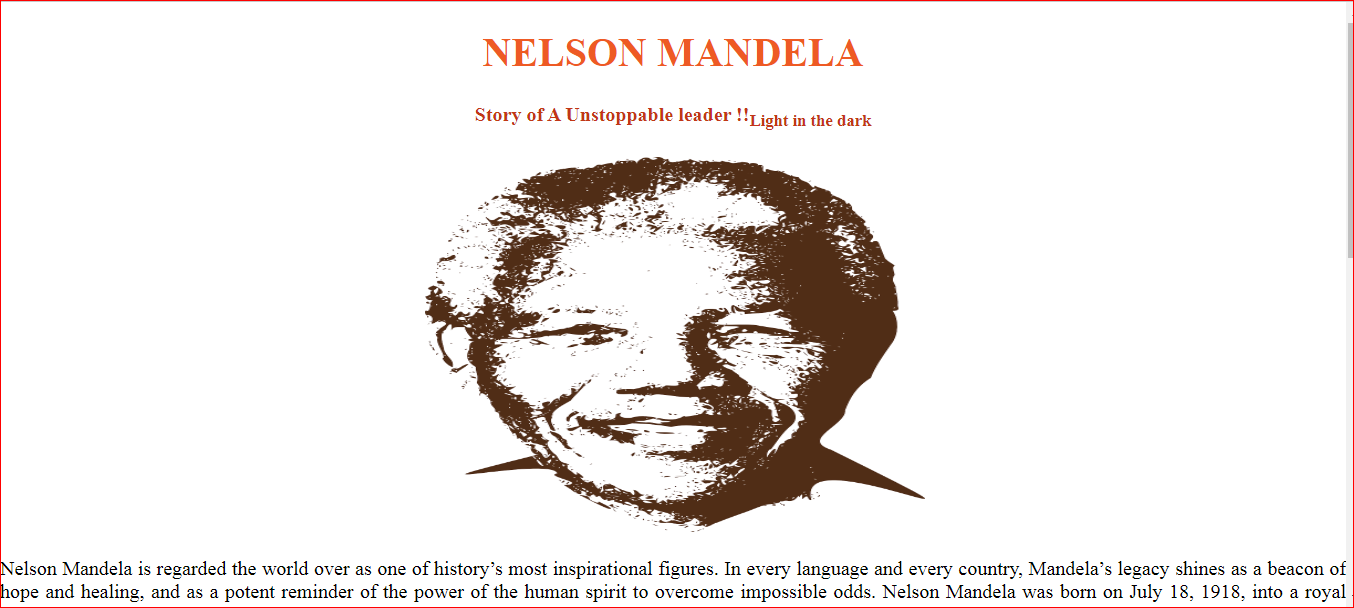 NELSON MANDELA
Story of A Unstoppable leader !!Light in the dark
Nelson Mandela is regarded the world over as one of history’s most inspirational figures. In every language and every country, Mandela’s legacy shines as a beacon of
hope and healing, and as a potent reminder of the power of the human spirit to overcome impossible odds. Nelson Mandela was born on July 18, 1918, into a royal